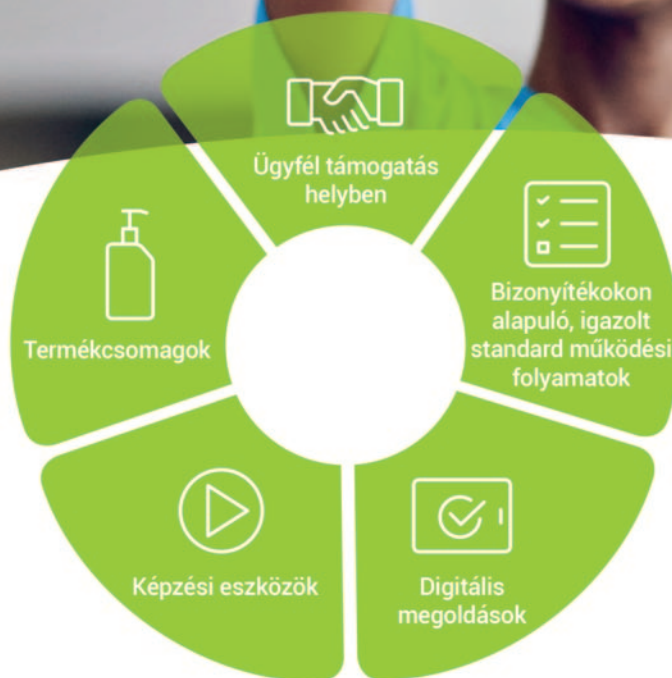 Ügyfél támogatás
helyben
Bizonyítékokon
alapuló, igazolt
standard működési
folyamatok
Termékcsomagok
Képzési eszközök
Digitális
megoldások